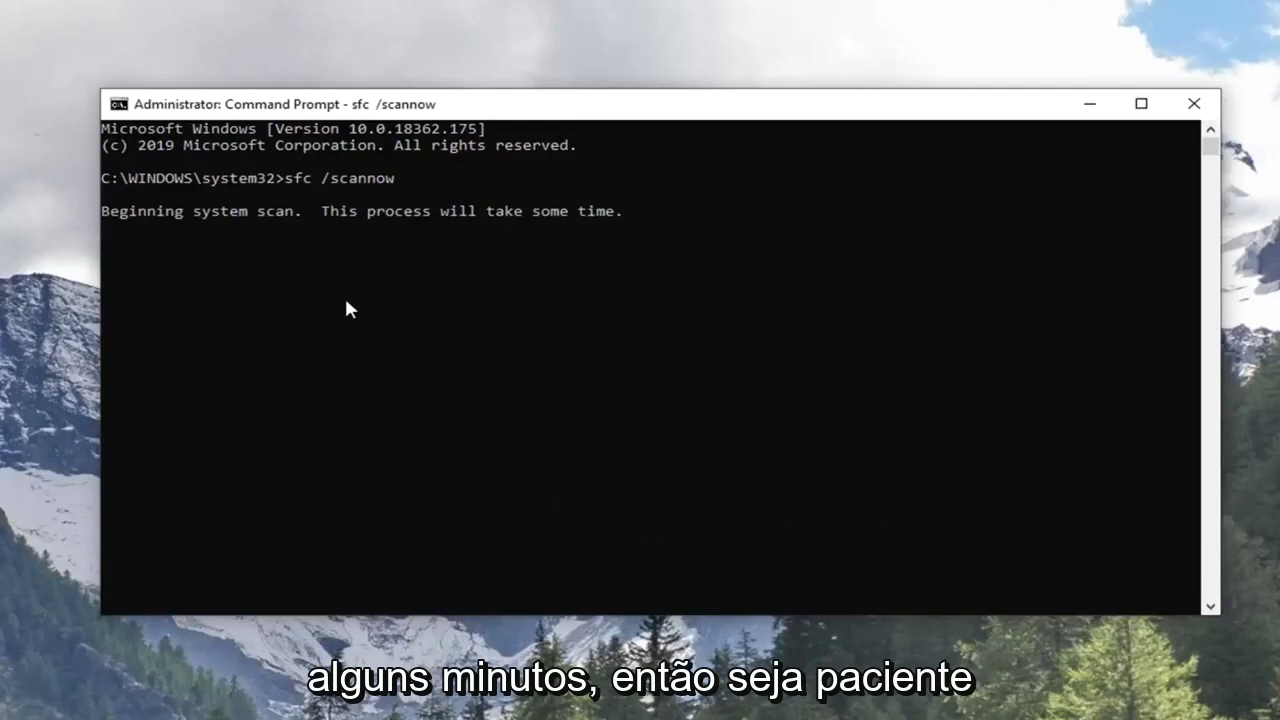 Administrator: Command Prompt - sfc  /scannow
Microsoft Windows [Version 10.0.18362.175]
(c) 2019 Microsoft Corporation. All rights reserved.
C:\WINDOWS\system32>sfc /scannow
Beginning system scan.  This process will take some time.
alguns minutos, então seja paciente